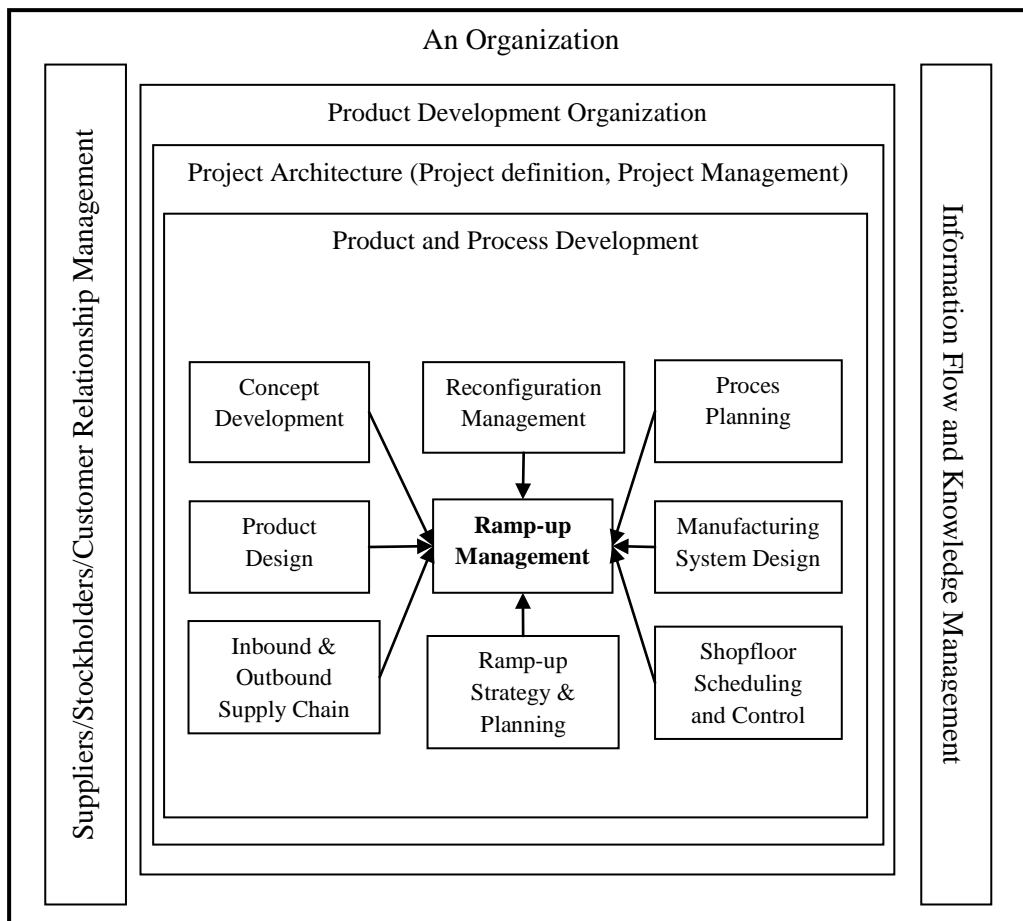 An Organization
Suppliers/Stockholders/Customer Relationship Management
Product Development Organization
Project Architecture (Project definition, Project Management)
Product and Process Development
Concept
Development
Reconfiguration
Management
Proces
Planning
Product
Design
Ramp-up
Management
Manufacturing
System Design
Inbound &
Outbound
Supply Chain
Ramp-up
Strategy &
Planning
Shopfloor
Scheduling
and Control
Information Flow and Knowledge Management